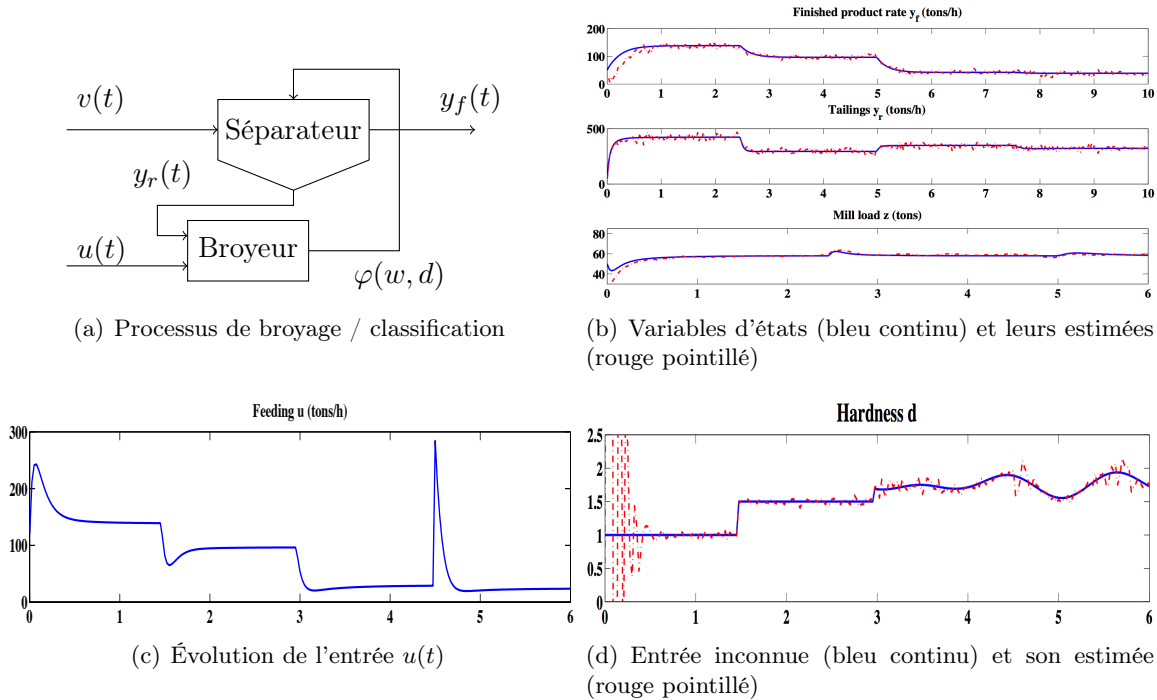 v(t)
Séparateur
y_f(t)
y_r(t)
u(t)
Broyeur
φ(w, d)
(a) Processus de broyage / classification
Finished product rate y_f (tons/h)
200
100
0
0 1 2 3 4 5 6 7 8 9 10
Tailings y_r (tons/h)
500
0
0 1 2 3 4 5 6 7 8 9 10
Mill load z (tons)
80
60
40
0 1 2 3 4 5 6
(b) Variables d'états (bleu continu) et leurs estimées
(rouge pointillé)
Feeding u (tons/h)
300
200
100
0
0 1 2 3 4 5 6
(c) Évolution de l'entrée u(t)
Hardness d
2.5
2
1.5
1
0.5
0
0 1 2 3 4 5 6
(d) Entrée inconnue (bleu continu) et son estimée
(rouge pointillé)